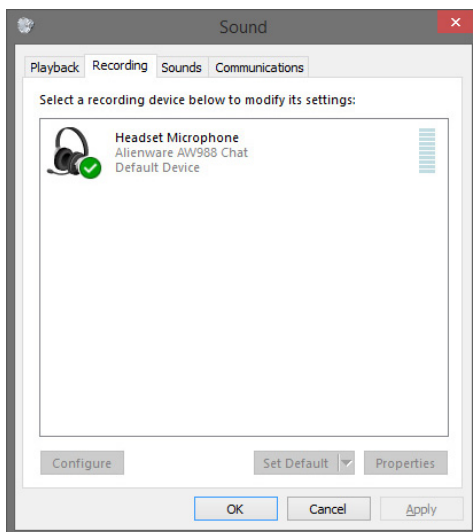 Sound
Playback Recording Sounds Communications
Select a recording device below to modify its settings:
Headset Microphone
Alienware AW988 Chat
Default Device
Configure Set Default Properties
OK Cancel Apply